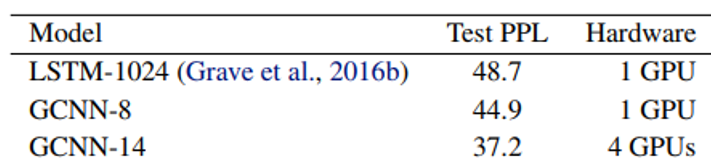 Model Test PPL Hardware
LSTM-1024 (Grave et al., 2016b) 48.7 1 GPU
GCNN-8 44.9 1 GPU
GCNN-14 37.2 4 GPUs